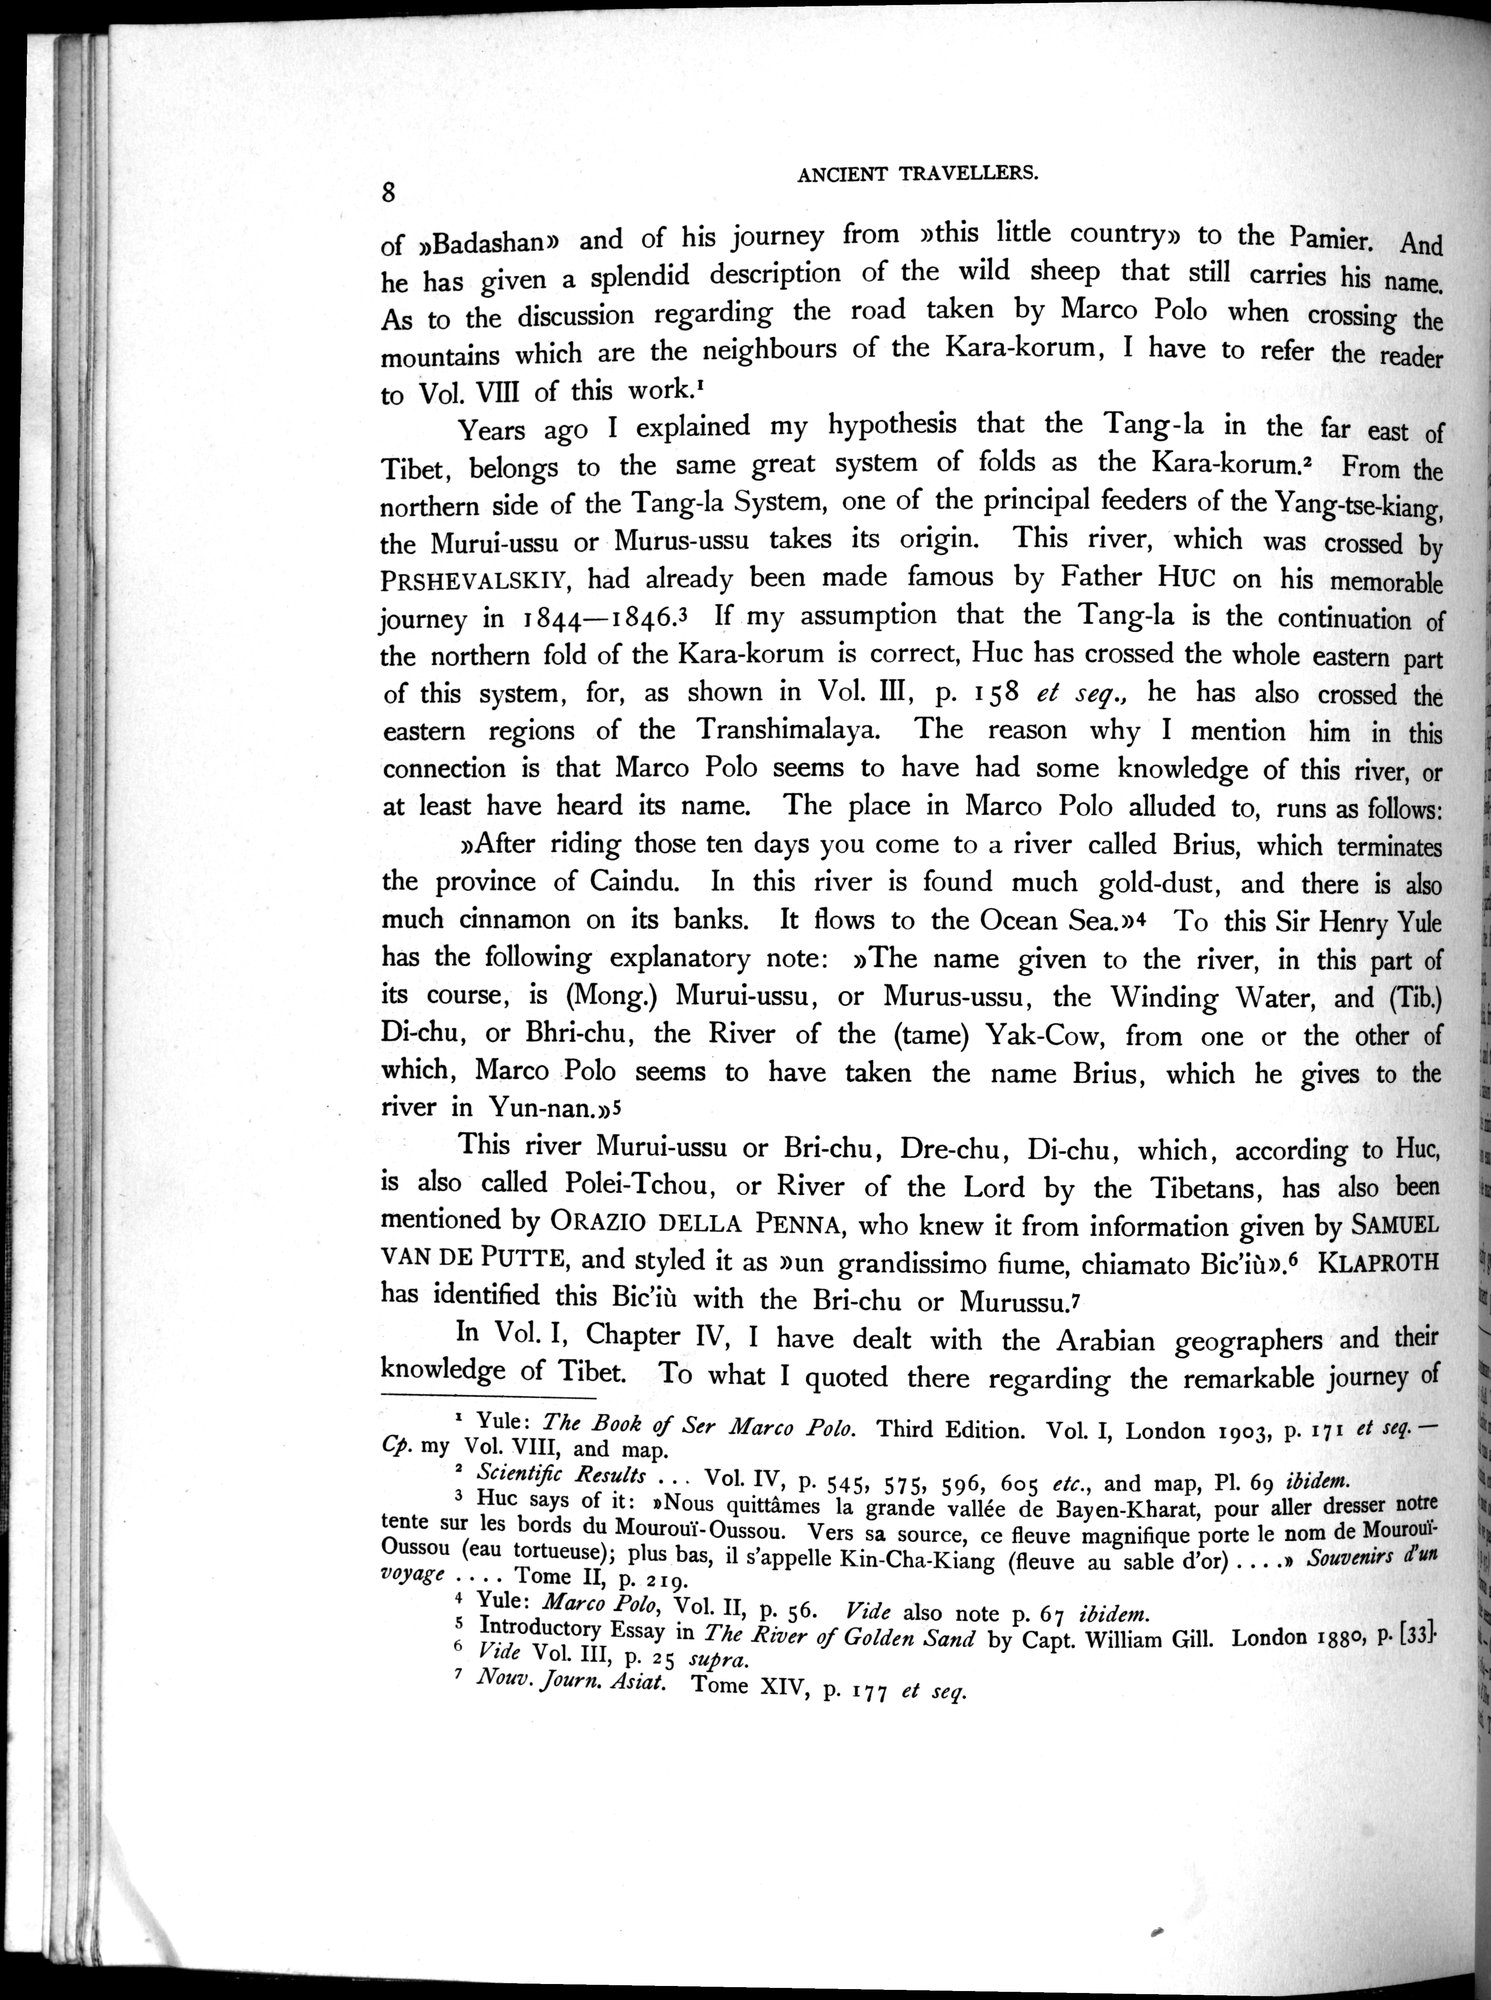 8
ANCIENT TRAVELLERS.
of »Badashan» and of his journey from »this little country» to the Pamier. And
he has given a splendid description of the wild sheep that still carries his name.
As to the discussion regarding the road taken by Marco Polo when crossing the
mountains which are the neighbours of the Kara-korum, I have to refer the reader
to Vol. VIII of this work.¹
Years ago I explained my hypothesis that the Tang-la in the far east of
Tibet, belongs to the same great system of folds as the Kara-korum.² From the
northern side of the Tang-la System, one of the principal feeders of the Yang-tse-kiang,
the Murui-ussu or Murus-ussu takes its origin. This river, which was crossed by
PRSHEVALSKIY, had already been made famous by Father HUC on his memorable
journey in 1844—1846.³ If my assumption that the Tang-la is the continuation of
the northern fold of the Kara-korum is correct, Huc has crossed the whole eastern part
of this system, for, as shown in Vol. III, p. 158 et seq., he has also crossed the
eastern regions of the Transhimalaya. The reason why I mention him in this
connection is that Marco Polo seems to have had some knowledge of this river, or
at least have heard its name. The place in Marco Polo alluded to, runs as follows:
»After riding those ten days you come to a river called Brius, which terminates
the province of Caindu. In this river is found much gold-dust, and there is also
much cinnamon on its banks. It flows to the Ocean Sea.»⁴ To this Sir Henry Yule
has the following explanatory note: »The name given to the river, in this part of
its course, is (Mong.) Murui-ussu, or Murus-ussu, the Winding Water, and (Tib.)
Di-chu, or Bhri-chu, the River of the (tame) Yak-Cow, from one or the other of
which, Marco Polo seems to have taken the name Brius, which he gives to the
river in Yun-nan.»⁵
This river Murui-ussu or Bri-chu, Dre-chu, Di-chu, which, according to Huc,
is also called Polei-Tchou, or River of the Lord by the Tibetans, has also been
mentioned by ORAZIO DELLA PENNA, who knew it from information given by SAMUEL
VAN DE PUTTE, and styled it as »un grandissimo fiume, chiamato Bic'iù».⁶ KLAPROTH
has identified this Bic'iù with the Bri-chu or Murussu.⁷
In Vol. I, Chapter IV, I have dealt with the Arabian geographers and their
knowledge of Tibet. To what I quoted there regarding the remarkable journey of
¹ Yule: The Book of Ser Marco Polo. Third Edition. Vol. I, London 1903, p. 171 et seq. —
Cp. my Vol. VIII, and map.
² Scientific Results ... Vol. IV, p. 545, 575, 596, 605 etc., and map, Pl. 69 ibidem.
³ Huc says of it: »Nous quittâmes la grande vallée de Bayen-Kharat, pour aller dresser notre
tente sur les bords du Mourouï-Oussou. Vers sa source, ce fleuve magnifique porte le nom de Mourouï-
Oussou (eau tortueuse); plus bas, il s'appelle Kin-Cha-Kiang (fleuve au sable d'or) ....» Souvenirs d'un
voyage .... Tome II, p. 219.
⁴ Yule: Marco Polo, Vol. II, p. 56. Vide also note p. 67 ibidem.
⁵ Introductory Essay in The River of Golden Sand by Capt. William Gill. London 1880, p. [33].
⁶ Vide Vol. III, p. 25 supra.
⁷ Nouv. Journ. Asiat. Tome XIV, p. 177 et seq.